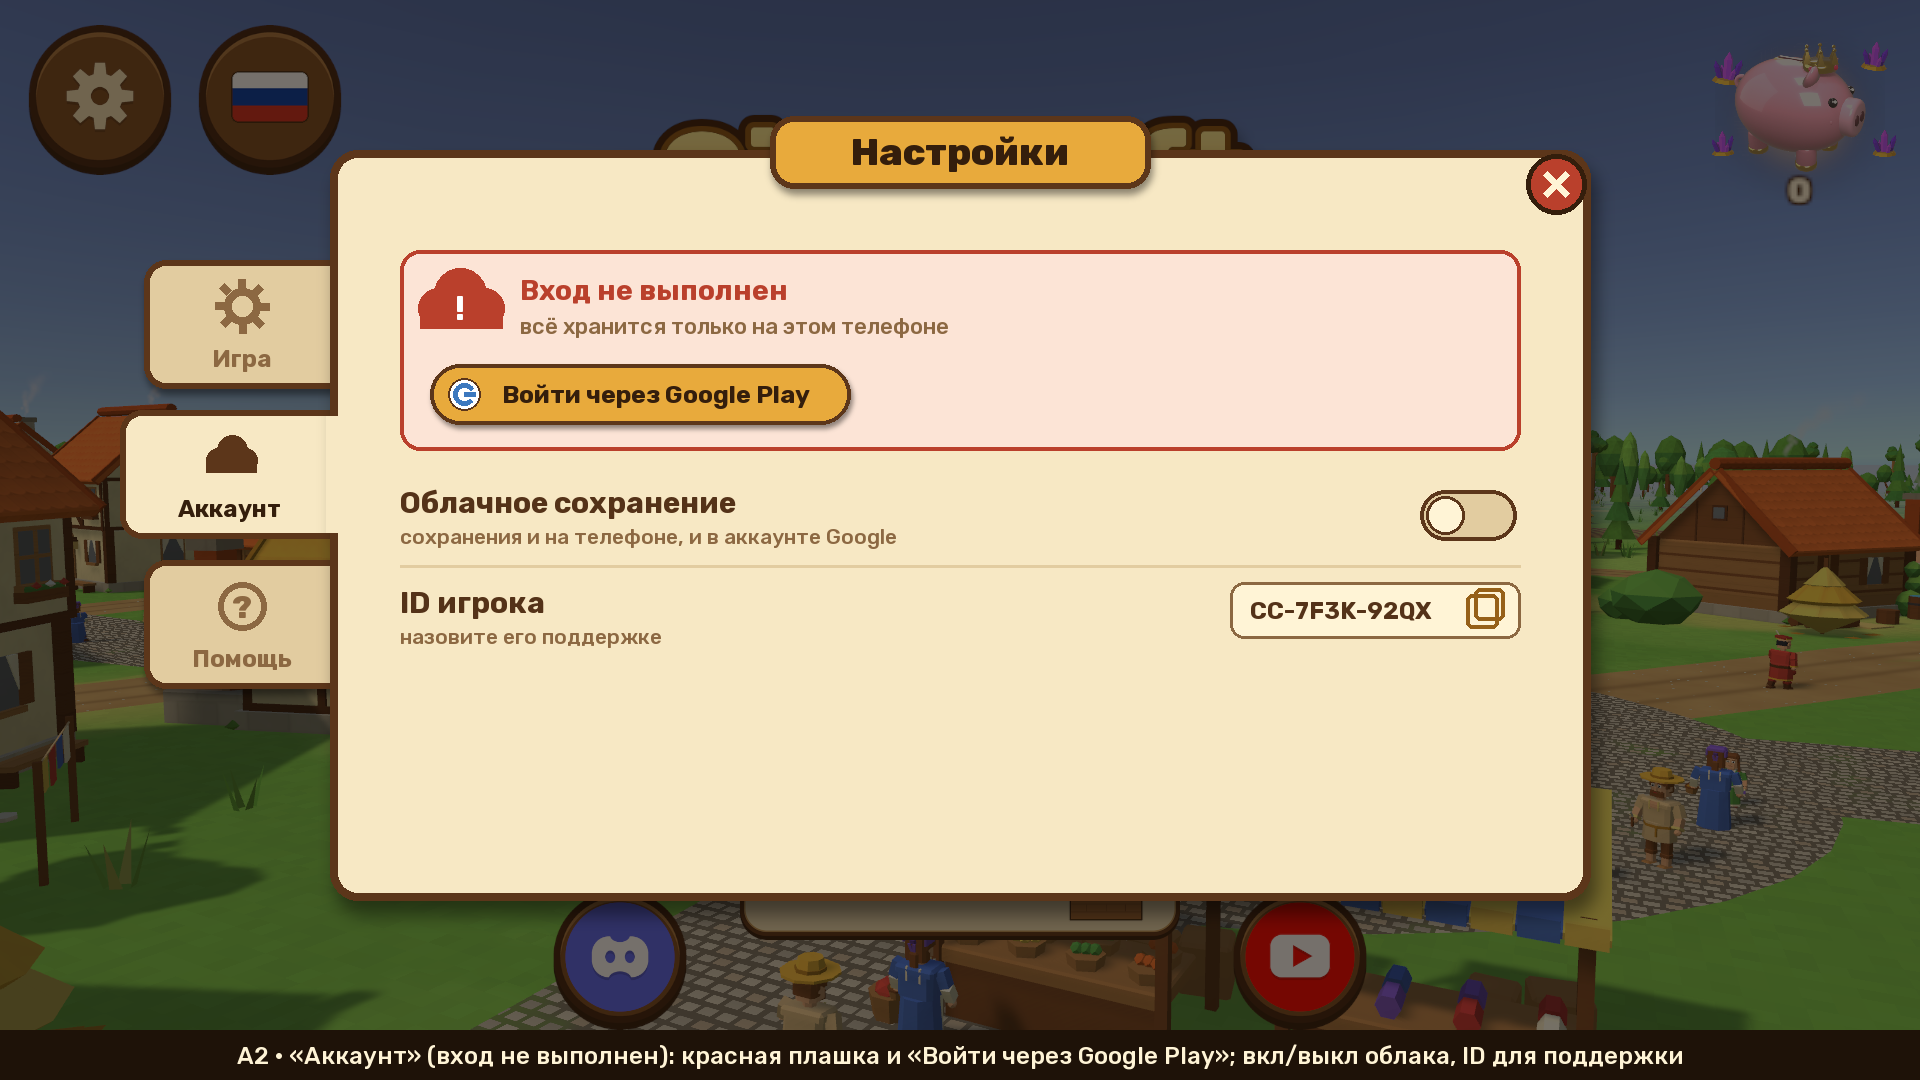 Настройки
0
Вход не выполнен
всё хранится только на этом телефоне
Войти через Google Play
Игра
Аккаунт
Помощь
Облачное сохранение
сохранения и на телефоне, и в аккаунте Google
ID игрока
назовите его поддержке
CC-7F3K-92QX
A2 • «Аккаунт» (вход не выполнен): красная плашка и «Войти через Google Play»; вкл/выкл облака, ID для поддержки